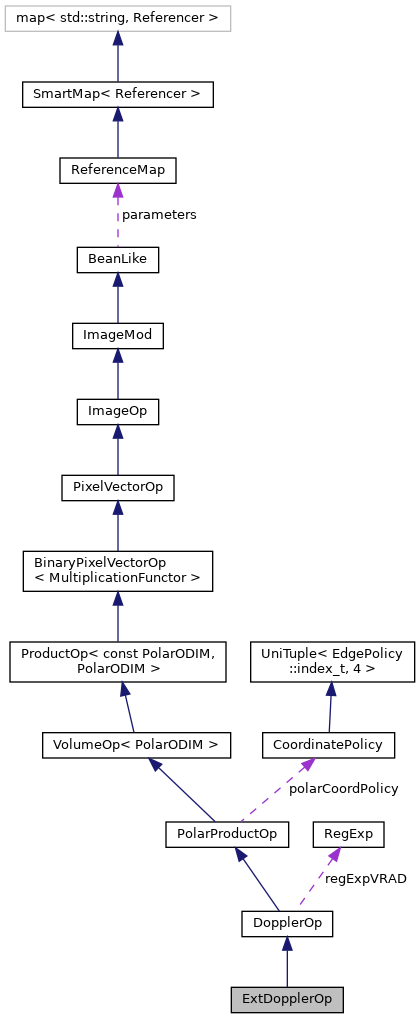 map< std::string, Referencer >
SmartMap< Referencer >
ReferenceMap
parameters
BeanLike
ImageMod
ImageOp
PixelVectorOp
BinaryPixelVectorOp
< MultiplicationFunctor >
ProductOp< const PolarODIM,
PolarODIM >
UniTuple< EdgePolicy
::index_t, 4 >
VolumeOp< PolarODIM >
CoordinatePolicy
polarCoordPolicy
PolarProductOp
RegExp
regExpVRAD
DopplerOp
ExtDopplerOp